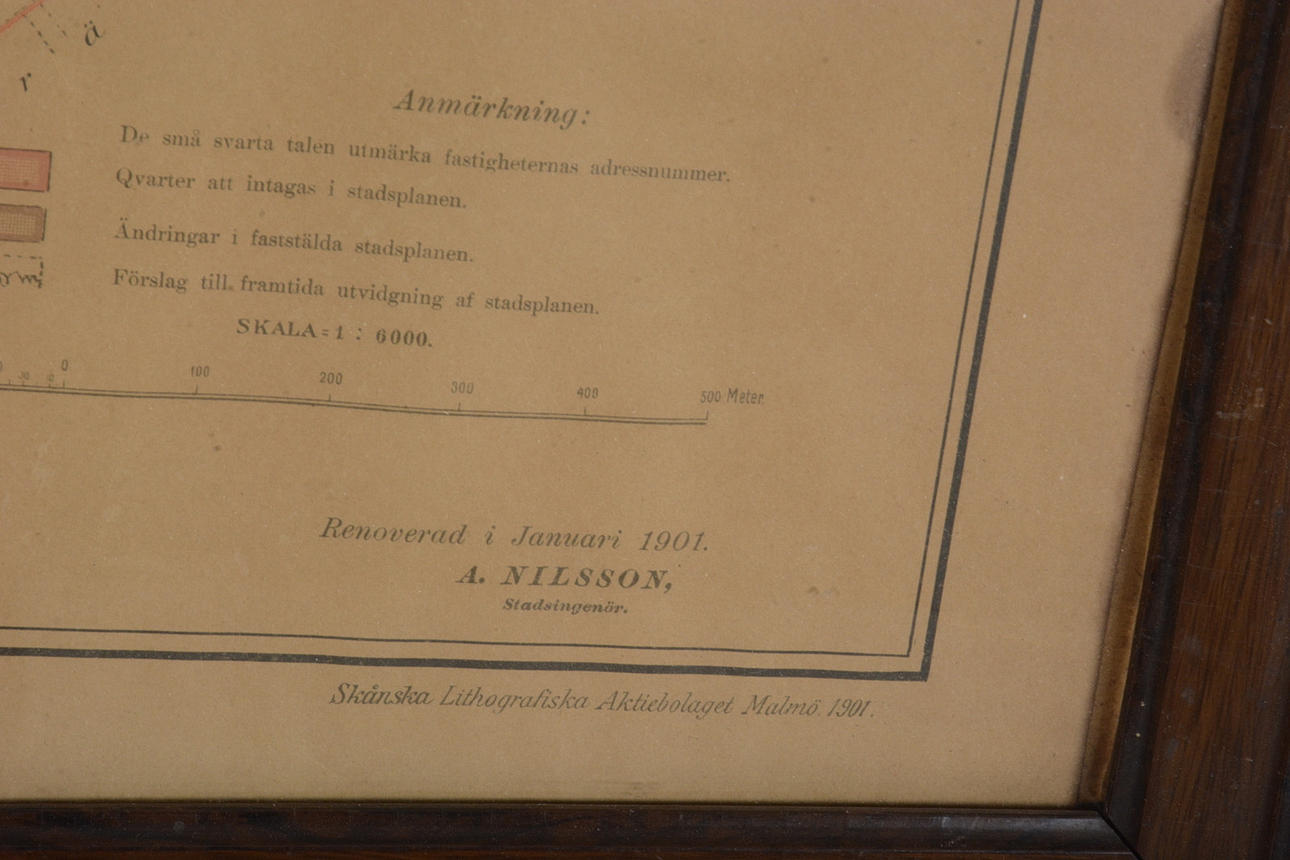 ä
r
Anmärkning:
De små svarta talen utmärka fastigheternas adressnummer.
Qvarter att intagas i stadsplanen.
Ändringar i fastställda stadsplanen.
Förslag till framtida utvidgning af stadsplanen.
SKALA = 1 : 6000.
0 100 200 300 400 500 Meter.
Renoverad i Januari 1901.
A. NILSSON,
Stadsingenör.
Skånska Lithografiska Aktiebolaget Malmö. 1901.